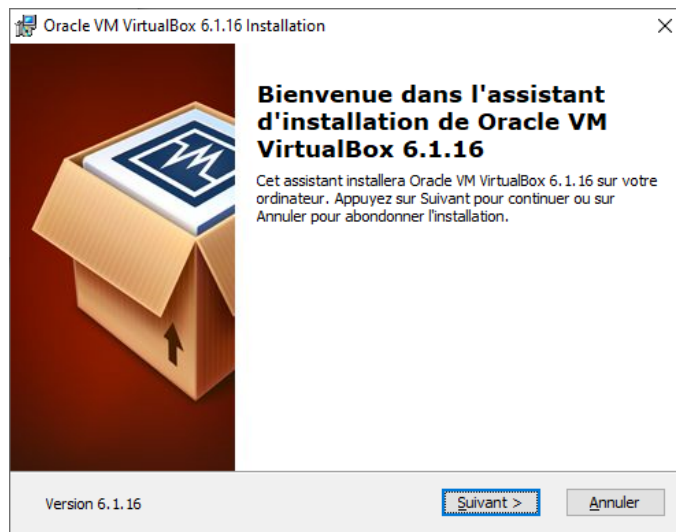 Oracle VM VirtualBox 6.1.16 Installation
Bienvenue dans l'assistant
d'installation de Oracle VM
VirtualBox 6.1.16
Cet assistant installera Oracle VM VirtualBox 6.1.16 sur votre
ordinateur. Appuyez sur Suivant pour continuer ou sur
Annuler pour abondonner l'installation.
Version 6.1.16
Suivant >
Annuler